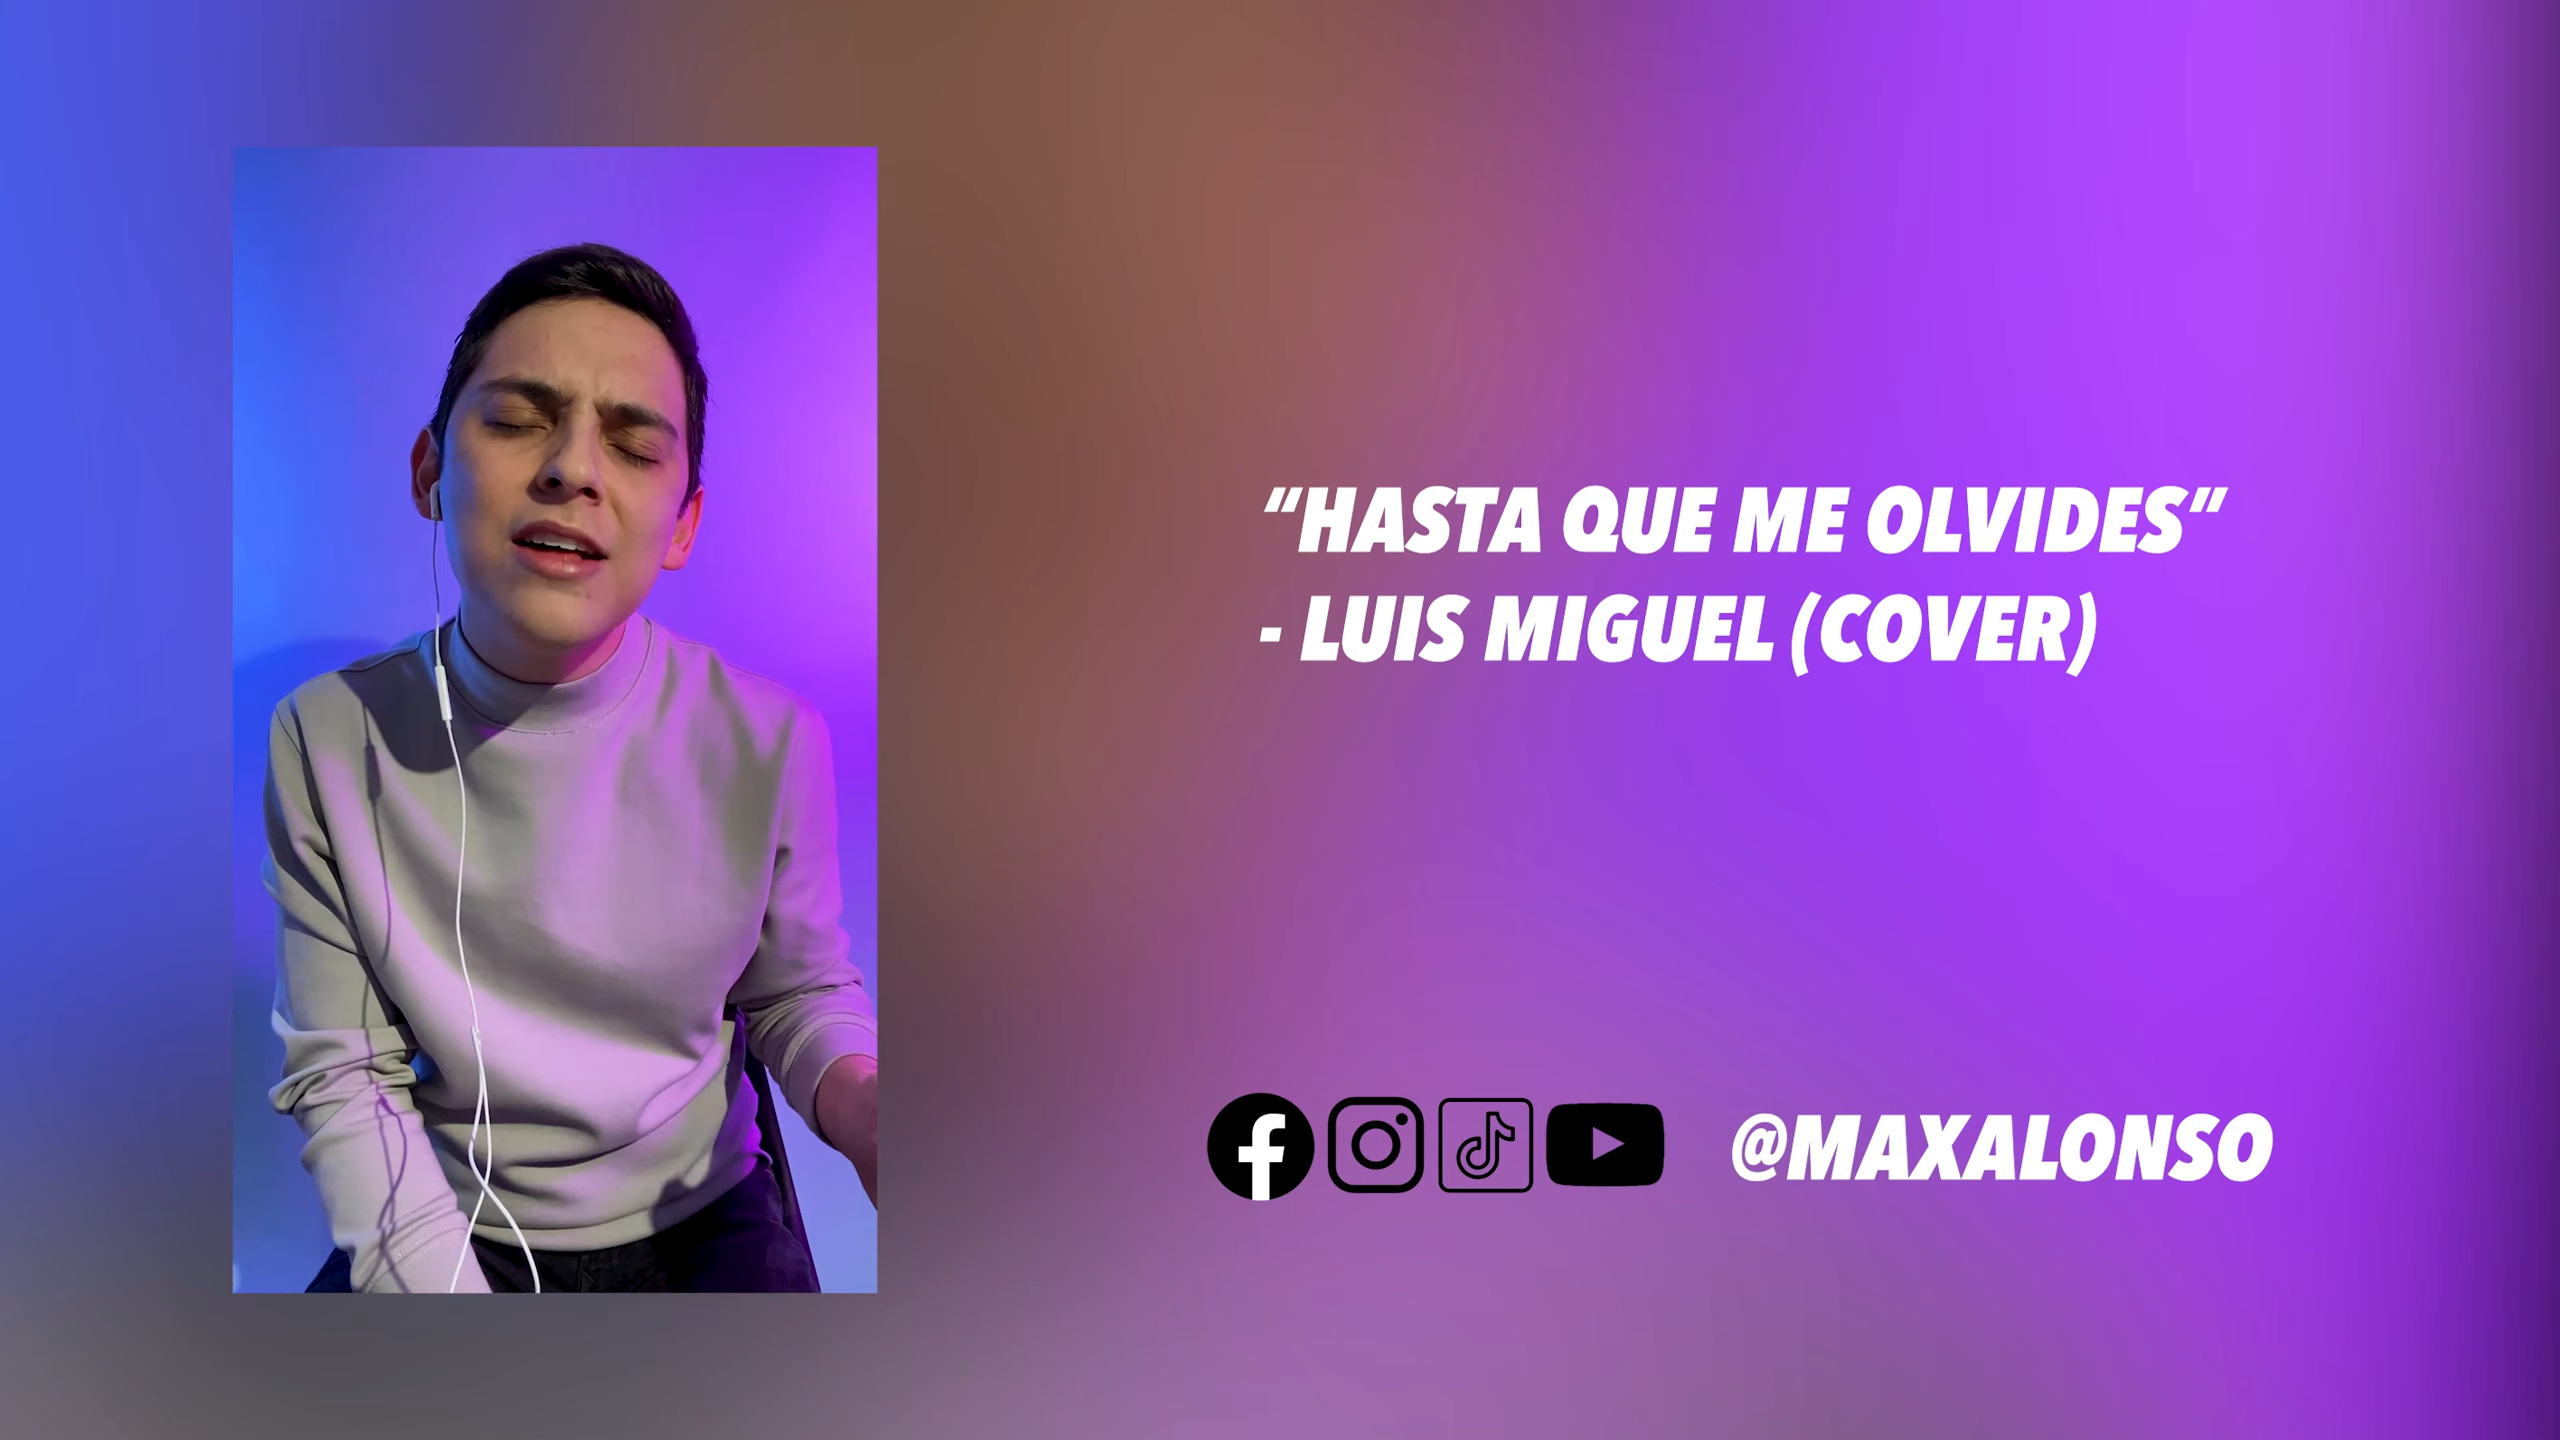 “HASTA QUE ME OLVIDES”
- LUIS MIGUEL (COVER)
@MAXALONSO